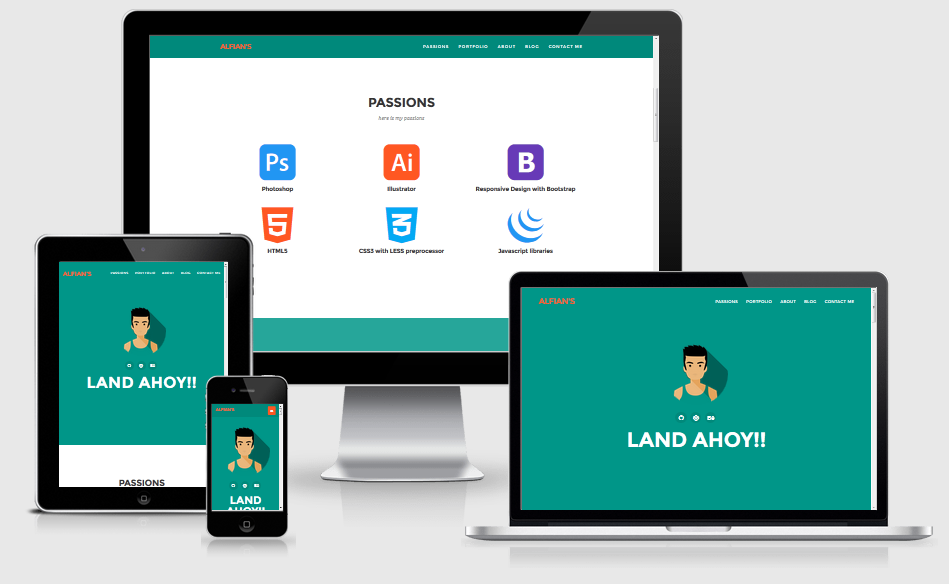 ALFIAN'S
PASSIONS PORTFOLIO ABOUT BLOG CONTACT ME
PASSIONS
here is my passions
Ps Ai B
Photoshop Illustrator Responsive Design with Bootstrap
5 3
HTML5 CSS3 with LESS preprocessor Javascript libraries
ALFIAN'S
PASSIONS PORTFOLIO ABOUT BLOG CONTACT ME
LAND AHOY!!
PASSIONS
ALFIAN'S
LAND
AHOY!!
ALFIAN'S
PASSIONS PORTFOLIO ABOUT BLOG CONTACT ME
Bē
LAND AHOY!!